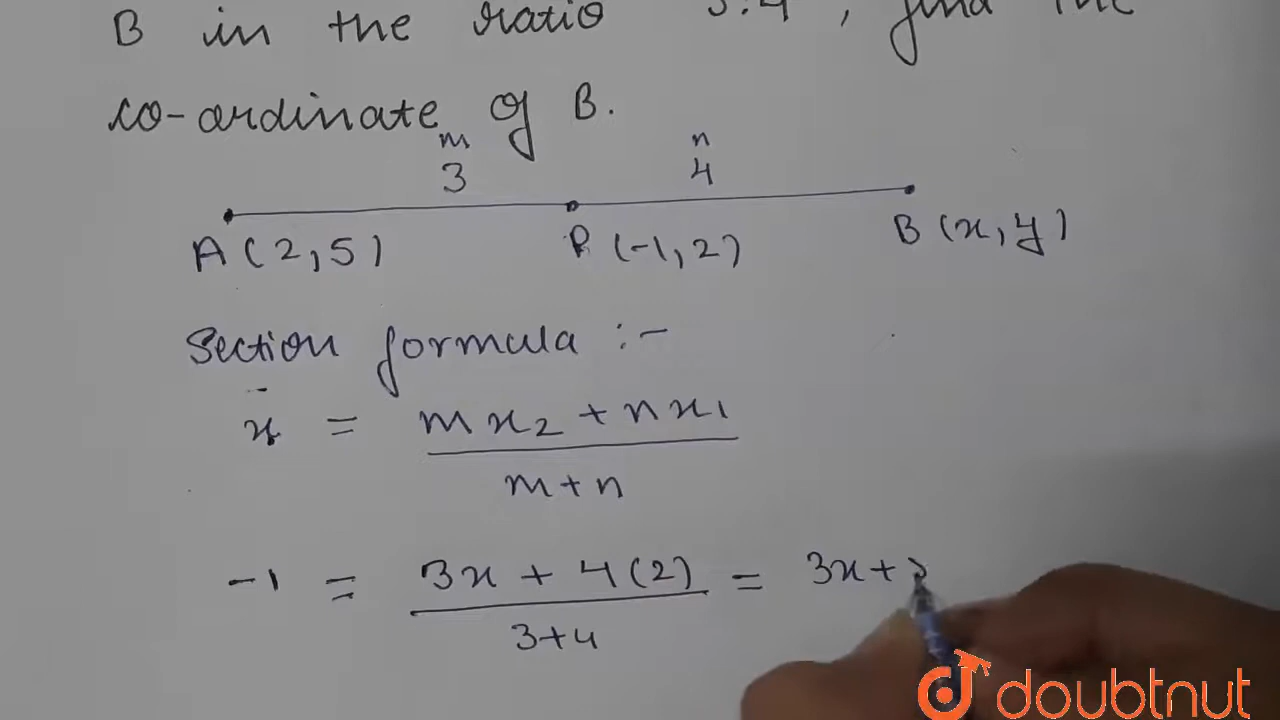 B in the ratio 3:4, find the
co-ordinate of B.
m n
3 4
A (2,5) P (-1,2) B (x,y)
Section formula :-
x = mx₂ + nx₁
m+n
-1 = 3x + 4(2) = 3x +
3+4
doubtnut